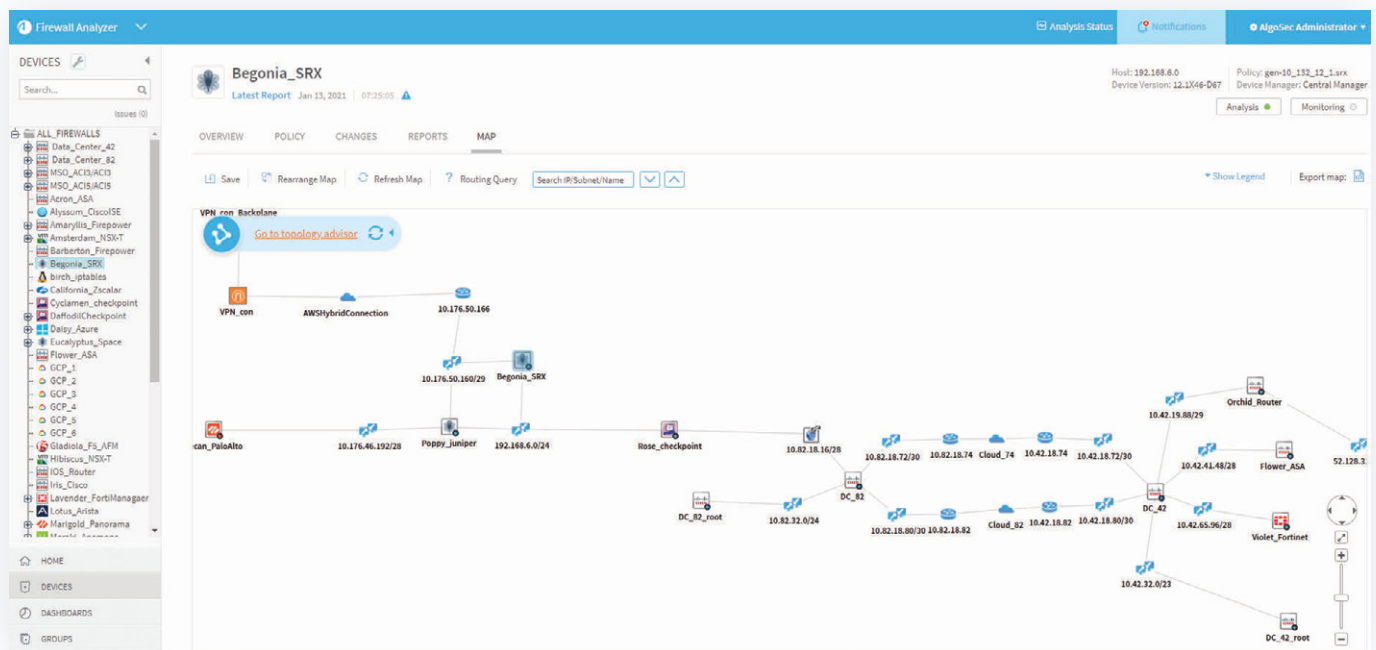 Firewall Analyzer
Analysis Status
Notifications
AlgoSec Administrator
DEVICES
Search...
Issues (0)
ALL_FIREWALLS
Data_Center_42
Data_Center_82
MSO_ACI3/ACI3
MSO_ACI5/ACI5
Acron_ASA
Alyssum_CiscoISE
Amaryllis_Firepower
Amsterdam_NSX-T
Barberton_Firepower
Begonia_SRX
birch_iptables
California_Zscalar
Cyclamen_checkpoint
DaffodilCheckpoint
Daisy_Azure
Eucalyptus_Space
Flower_ASA
GCP_1
GCP_2
GCP_3
GCP_4
GCP_5
GCP_6
Gladiola_F5_AFM
Hibiscus_NSX-T
IOS_Router
Iris_Cisco
Lavender_FortiManagaer
Lotus_Arista
Marigold_Panorama
HOME
DEVICES
DASHBOARDS
GROUPS
Begonia_SRX
Latest Report Jan 13, 2021 | 07:25:05
Host: 192.168.6.0
Policy: gen-10_132_12_1.srx
Device Version: 12.1X46-D67
Device Manager: Central Manager
Analysis
Monitoring
OVERVIEW POLICY CHANGES REPORTS MAP
Save
Rearrange Map
Refresh Map
? Routing Query
Search IP/Subnet/Name
Show Legend
Export map:
VPN_con_Backplane
Go to topology advisor
VPN_con
AWSHybridConnection
10.176.50.166
10.176.50.160/29
Begonia_SRX
can_PaloAlto
10.176.46.192/28
Poppy_juniper
192.168.6.0/24
Rose_checkpoint
10.82.18.16/28
10.82.18.72/30
10.82.18.74
Cloud_74
10.42.18.74
10.42.18.72/30
10.42.19.88/29
Orchid_Router
10.42.41.48/28
Flower_ASA
52.128.3
DC_82_root
10.82.32.0/24
DC_82
10.82.18.80/30
10.82.18.82
Cloud_82
10.42.18.82
10.42.18.80/30
DC_42
10.42.65.96/28
Violet_Fortinet
10.42.32.0/23
DC_42_root